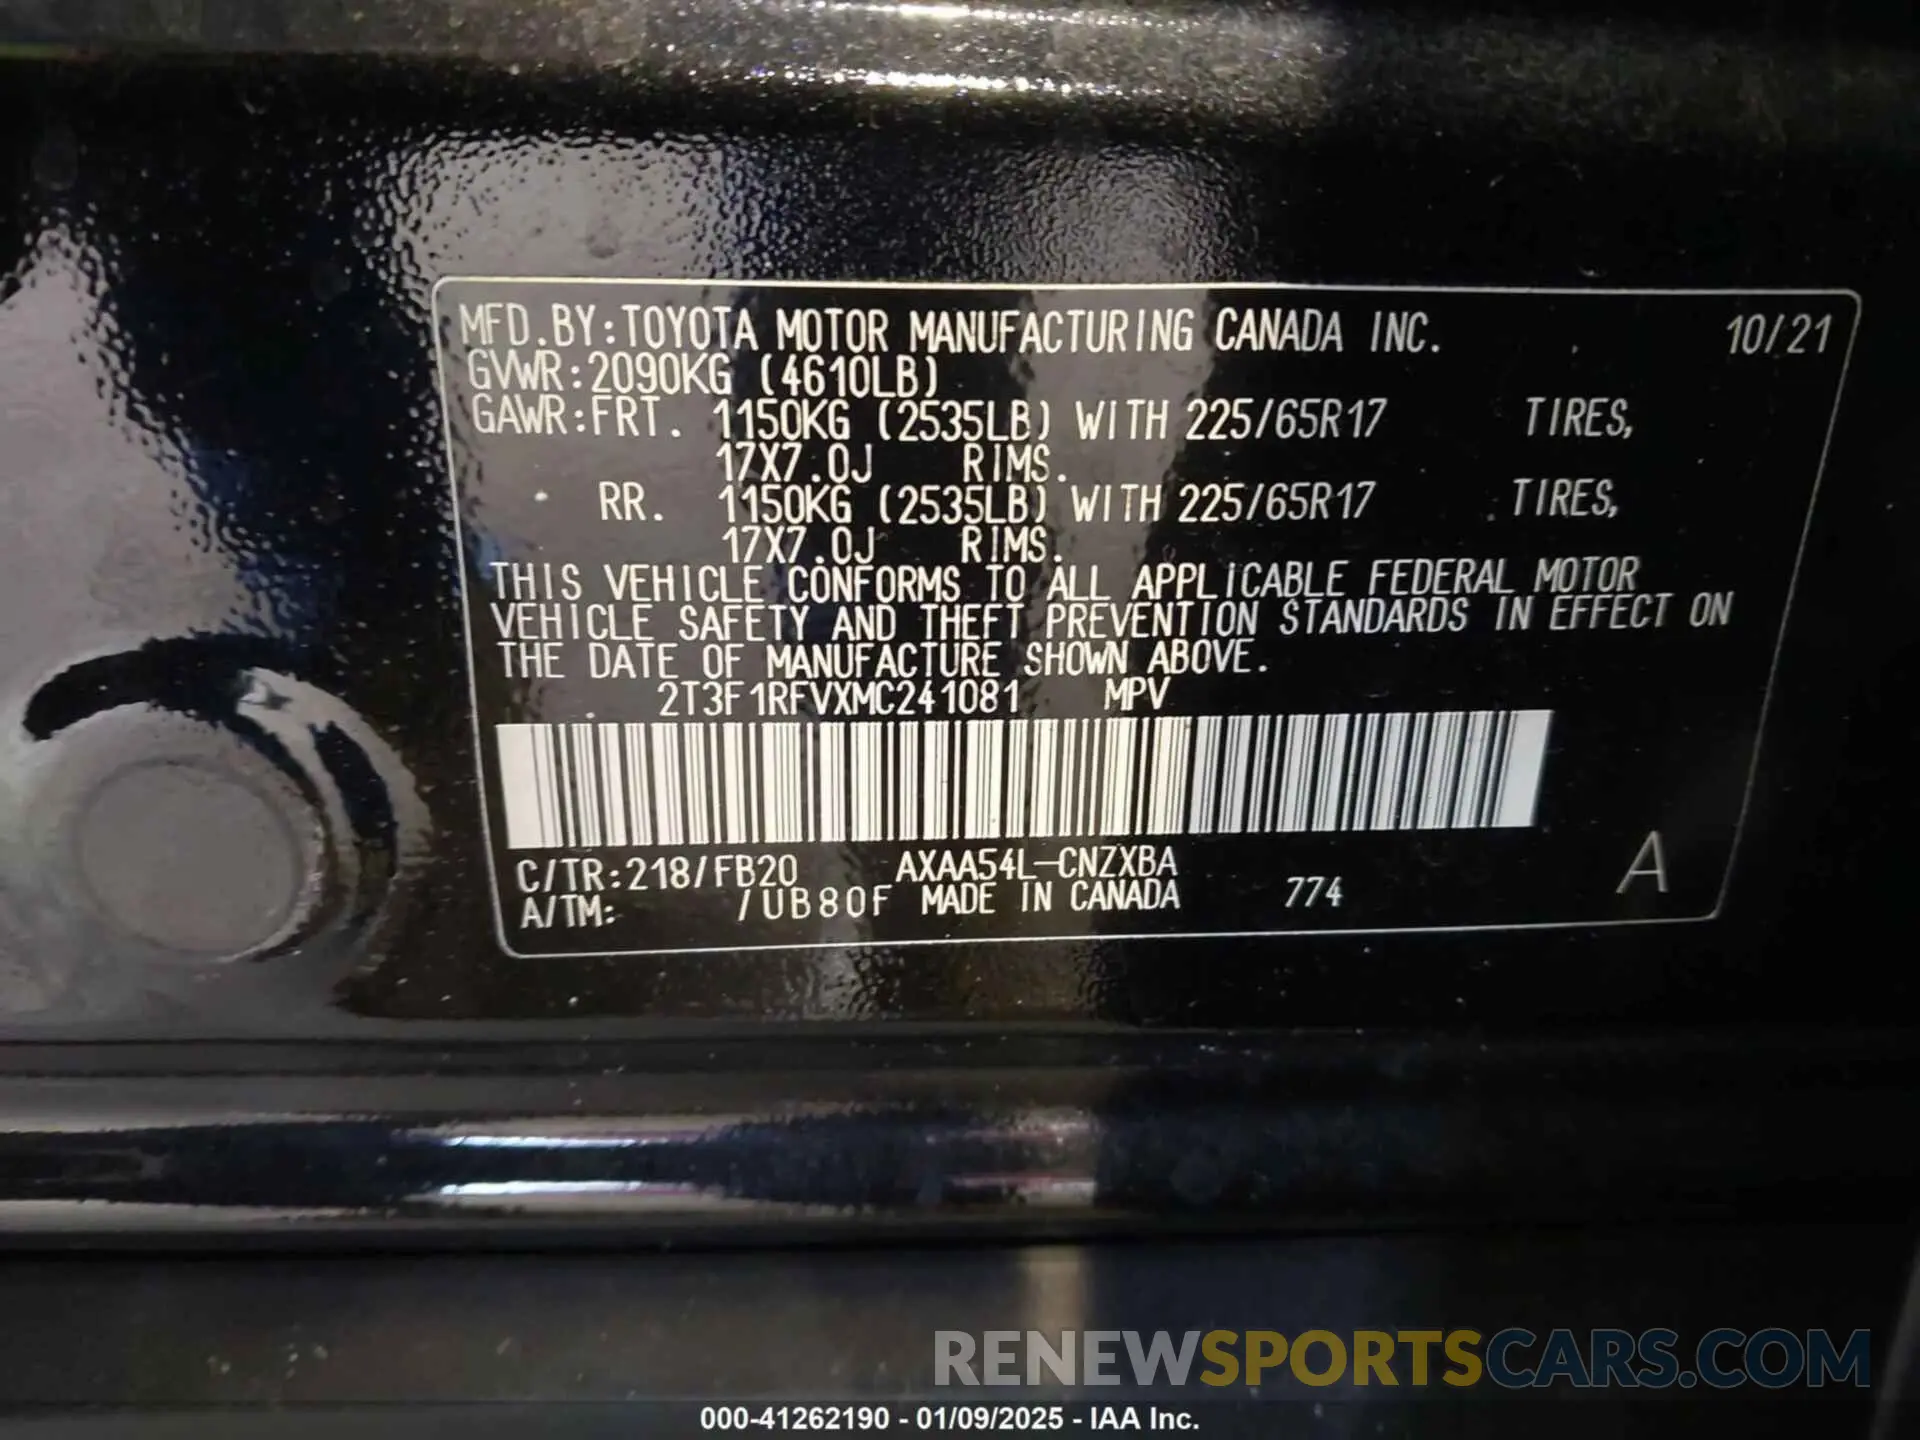 MFD.BY:TOYOTA MOTOR MANUFACTURING CANADA INC. 10/21
GVWR:2090KG (4610LB)
GAWR:FRT. 1150KG (2535LB) WITH 225/65R17 TIRES,
17X7.0J RIMS.
RR. 1150KG (2535LB) WITH 225/65R17 TIRES,
17X7.0J RIMS.
THIS VEHICLE CONFORMS TO ALL APPLICABLE FEDERAL MOTOR
VEHICLE SAFETY AND THEFT PREVENTION STANDARDS IN EFFECT ON
THE DATE OF MANUFACTURE SHOWN ABOVE.
2T3F1RFVXMC241081 MPV
C/TR:218/FB20 AXAA54L-CNZXBA
A/TM: /UB80F MADE IN CANADA 774 A
RENEWSPORTSCARS.COM
000-41262190 - 01/09/2025 - IAA Inc.